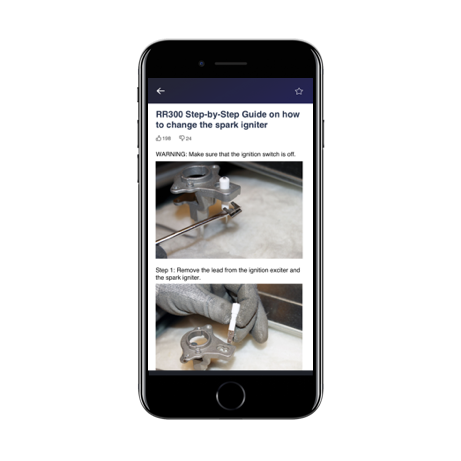 RR300 Step-by-Step Guide on how
to change the spark igniter
198 24
WARNING: Make sure that the ignition switch is off.
Step 1: Remove the lead from the ignition exciter and
the spark igniter.